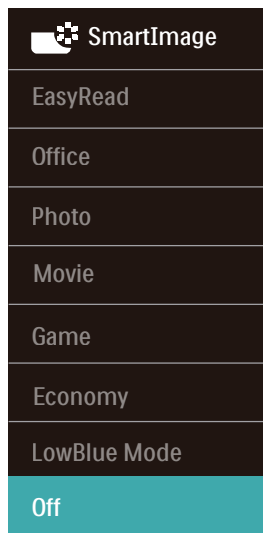 SmartImage
EasyRead
Office
Photo
Movie
Game
Economy
LowBlue Mode
Off